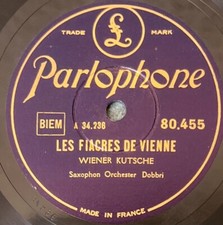 TRADE MARK
£
Parlophone
BIEM A 34.236 80.455
LES FIACRES DE VIENNE
WIENER KUTSCHE
Saxophon Orchester Dobbri
MADE IN FRANCE